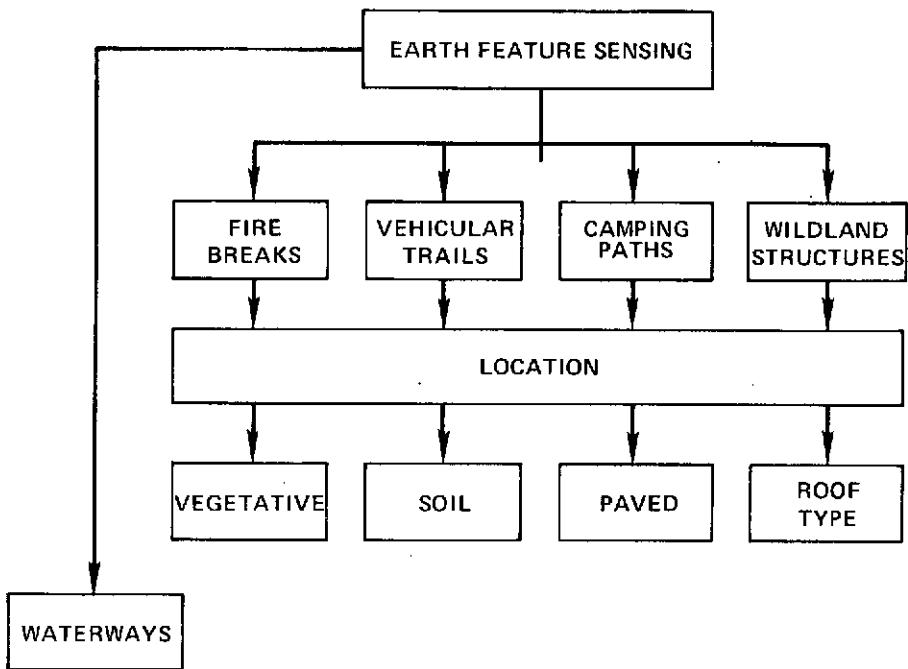 EARTH FEATURE SENSING
FIRE
BREAKS
VEHICULAR
TRAILS
CAMPING
PATHS
WILDLAND
STRUCTURES
LOCATION
VEGETATIVE
SOIL
PAVED
ROOF
TYPE
WATERWAYS